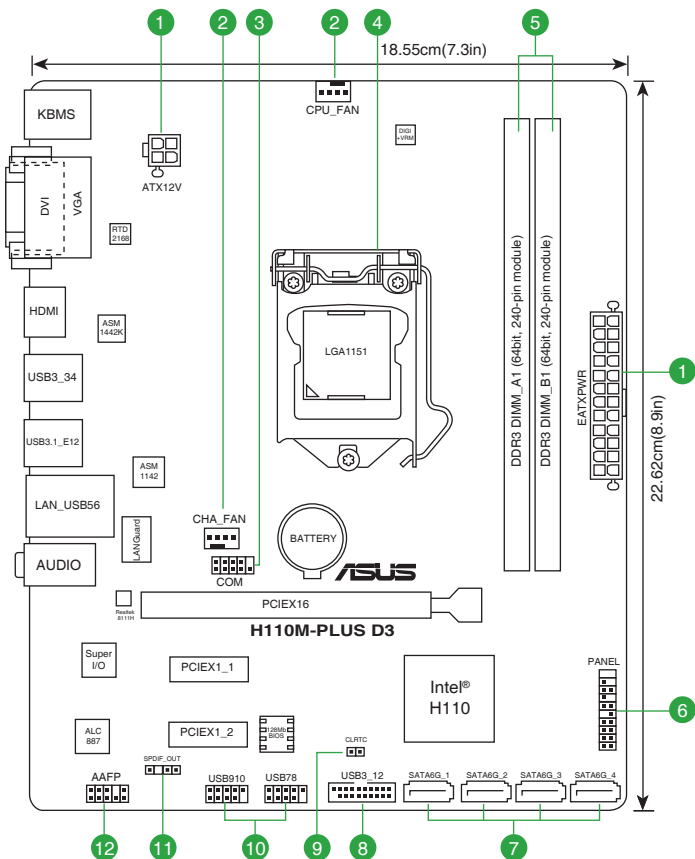 1
2
3
2
4
5
18.55cm(7.3in)
KBMS
CPU_FAN
DIGI
+VRM
ATX12V
DVI
VGA
RTD
2168
HDMI
ASM
1442K
LGA1151
DDR3 DIMM_A1 (64bit, 240-pin module)
DDR3 DIMM_B1 (64bit, 240-pin module)
EATXPWR
1
22.62cm(8.9in)
USB3_34
USB3.1_E12
ASM
1142
LAN_USB56
LANGuard
CHA_FAN
BATTERY
AUDIO
COM
ASUS
PCIEX16
Realtek
8111H
H110M-PLUS D3
Super
I/O
PCIEX1_1
Intel®
H110
PANEL
6
ALC
887
PCIEX1_2
128Mb
BIOS
CLRTC
SPDIF_OUT
AAFP
USB910
USB78
USB3_12
SATA6G_1
SATA6G_2
SATA6G_3
SATA6G_4
12
11
10
9
8
7